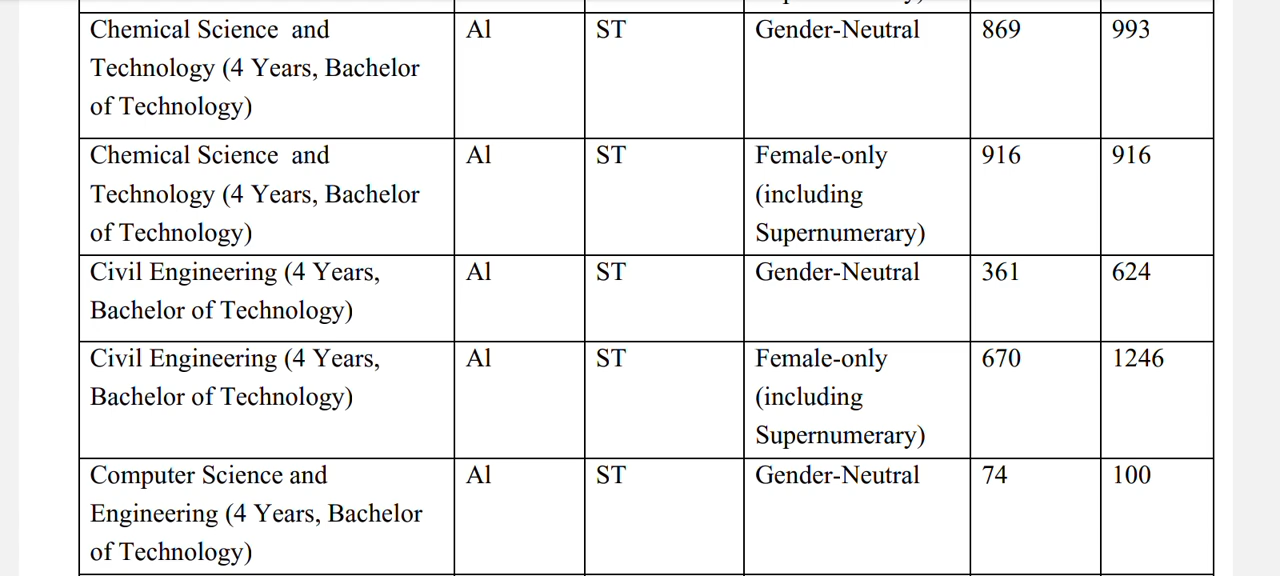 Chemical Science and Al ST Gender-Neutral 869 993
Technology (4 Years, Bachelor
of Technology)
Chemical Science and Al ST Female-only 916 916
Technology (4 Years, Bachelor (including
of Technology) Supernumerary)
Civil Engineering (4 Years, Al ST Gender-Neutral 361 624
Bachelor of Technology)
Civil Engineering (4 Years, Al ST Female-only 670 1246
Bachelor of Technology) (including
Supernumerary)
Computer Science and Al ST Gender-Neutral 74 100
Engineering (4 Years, Bachelor
of Technology)